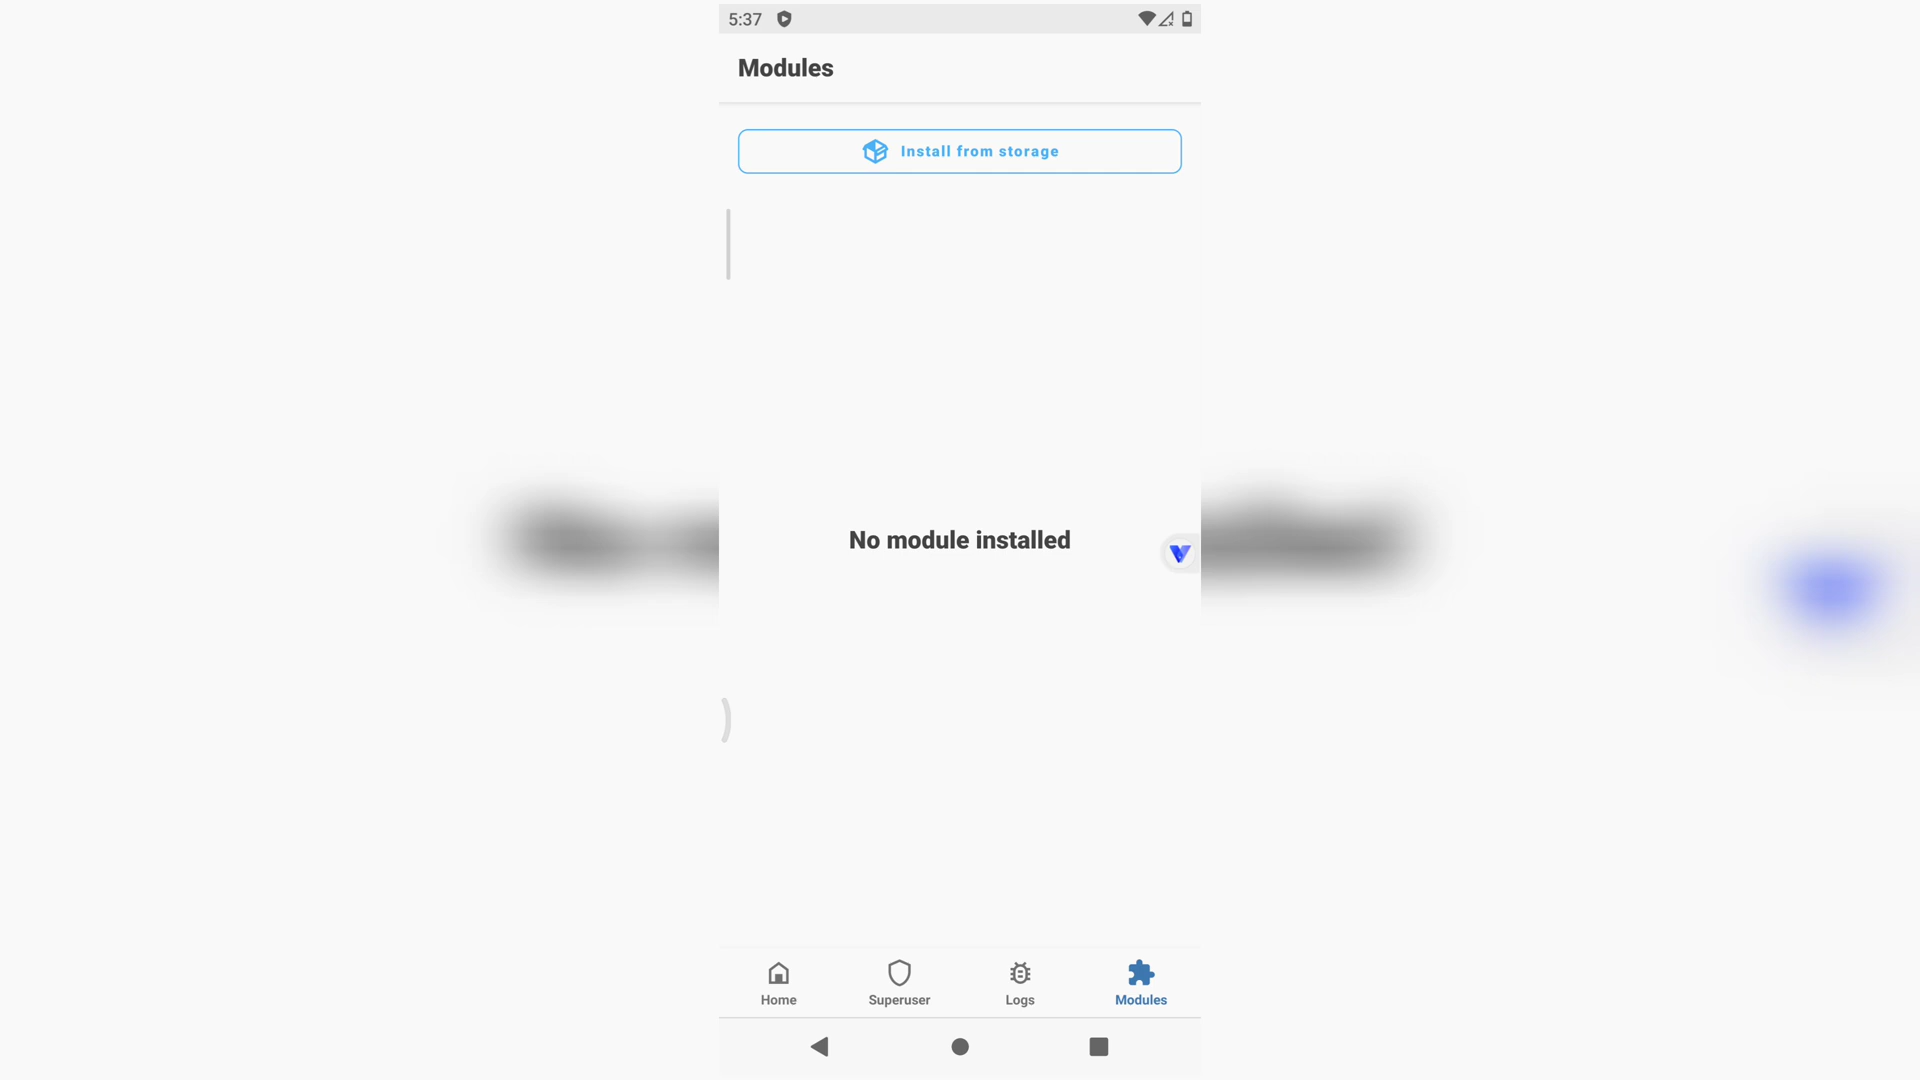 5:37
Modules
Install from storage
No module installed
Home
Superuser
Logs
Modules